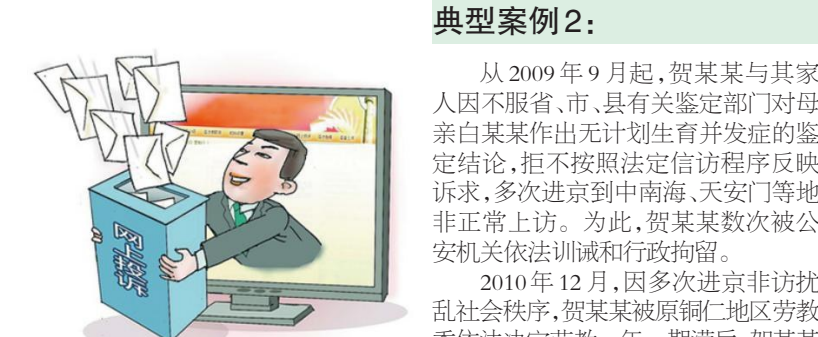 典型案例2:
从2009年9月起,贺某某与其家
人因不服省、市、县有关鉴定部门对母
亲白某某作出无计划生育并发症的鉴
定结论,拒不按照法定信访程序反映
诉求,多次进京到中南海、天安门等地
非正常上访。为此,贺某某数次被公
安机关依法训诫和行政拘留。
2010年12月,因多次进京非访扰
乱社会秩序,贺某某被原铜仁地区劳教
网上投诉